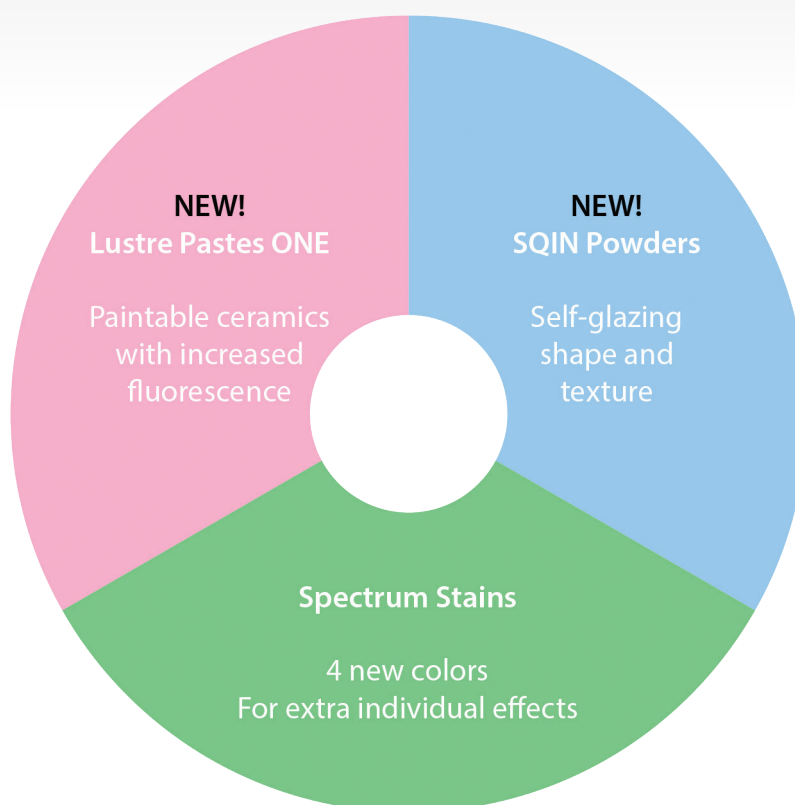 NEW!
Lustre Pastes ONE
Paintable ceramics
with increased
fluorescence
NEW!
SQIN Powders
Self-glazing
shape and
texture
Spectrum Stains
4 new colors
For extra individual effects